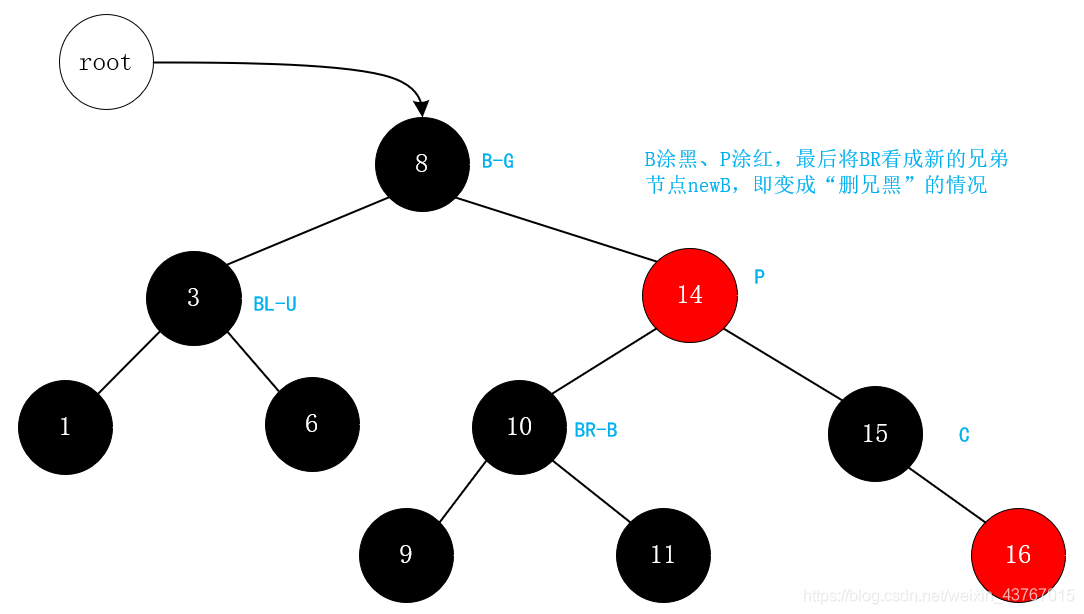 root
8
B-G
B涂黑、P涂红，最后将BR看成新的兄弟
节点newB，即变成“删兄黑”的情况
3
BL-U
14
P
1
6
10
BR-B
15
C
9
11
16
https://blog.csdn.net/weixin_43767015